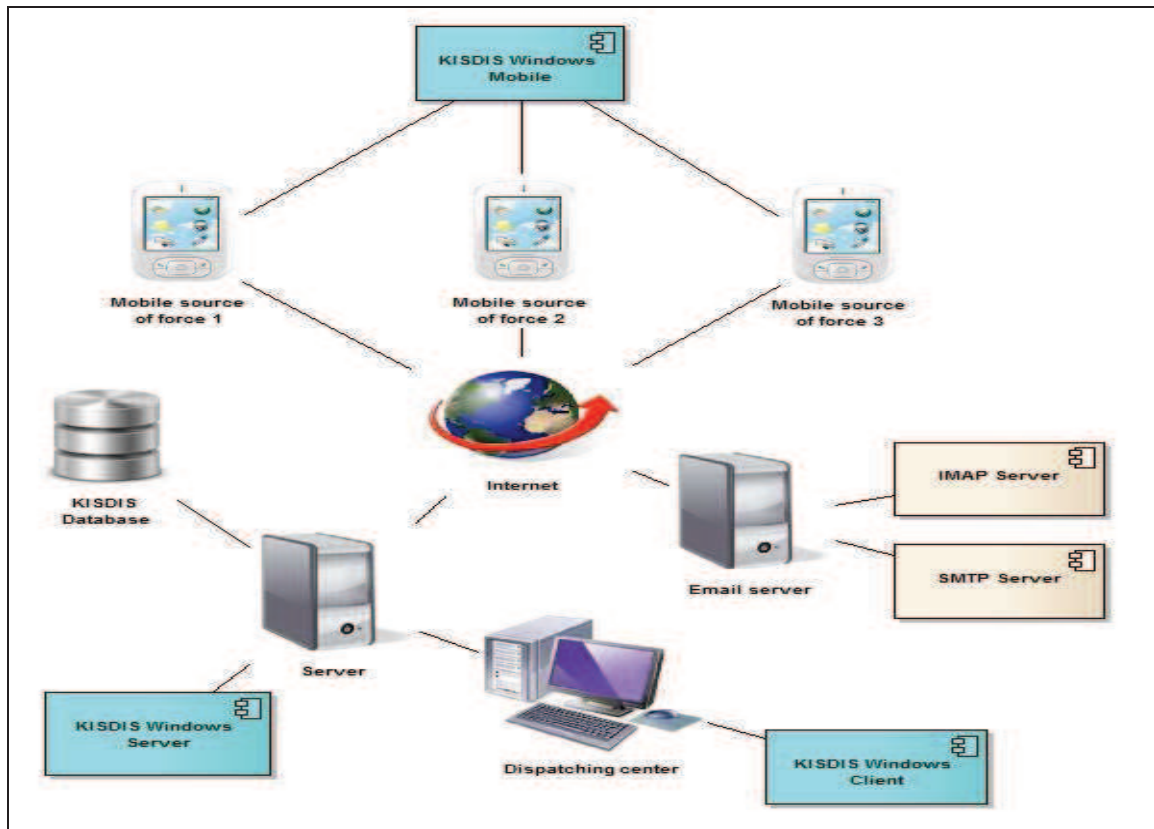 KISDIS Windows
Mobile
Mobile source
of force 1
Mobile source
of force 2
Mobile source
of force 3
Internet
KISDIS
Database
IMAP Server
SMTP Server
Email server
Server
KISDIS Windows
Server
Dispatching center
KISDIS Windows
Client